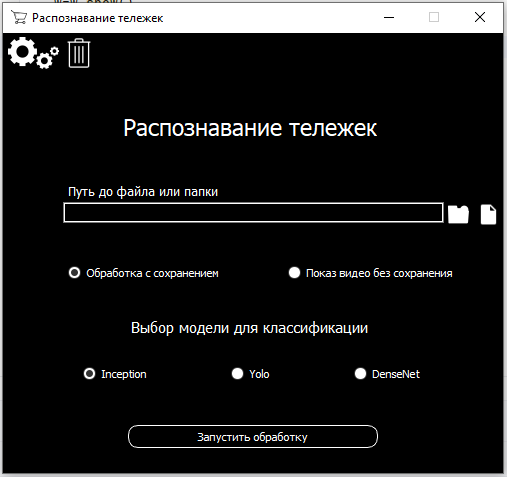 Распознавание тележек
Распознавание тележек
Путь до файла или папки
Обработка с сохранением
Показ видео без сохранения
Выбор модели для классификации
Inception
Yolo
DenseNet
Запустить обработку